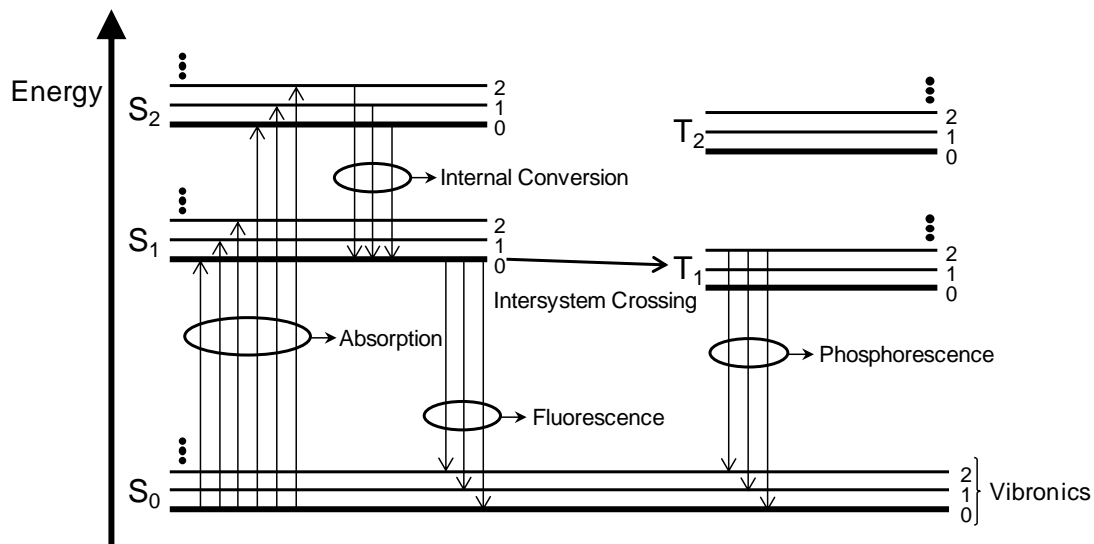 Energy
S2
2
1
0
T2
2
1
0
Internal Conversion
S1
2
1
0
T1
2
1
0
Intersystem Crossing
Absorption
Phosphorescence
Fluorescence
S0
2
1
0
Vibronics